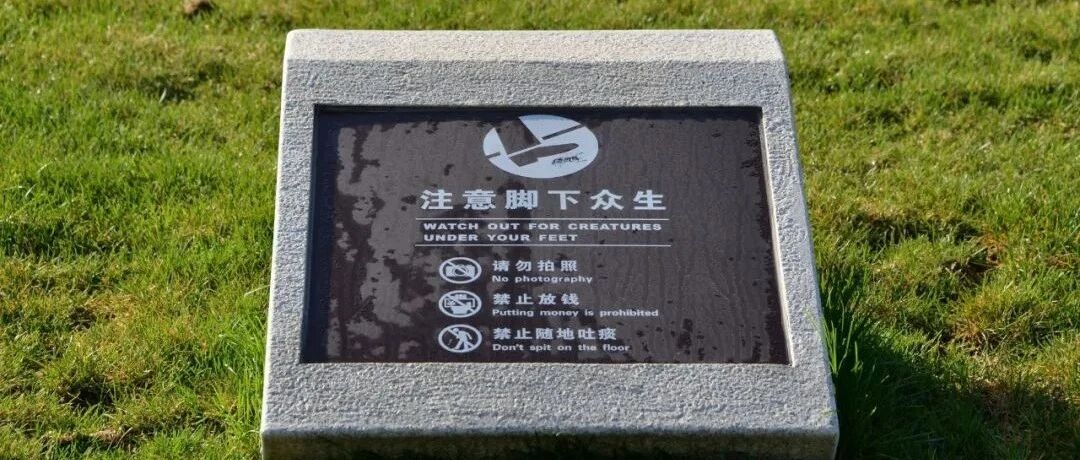 注意脚下众生
WATCH OUT FOR CREATURES
UNDER YOUR FEET
请勿拍照
No photography
禁止放钱
Putting money is prohibited
禁止随地吐痰
Don't spit on the floor